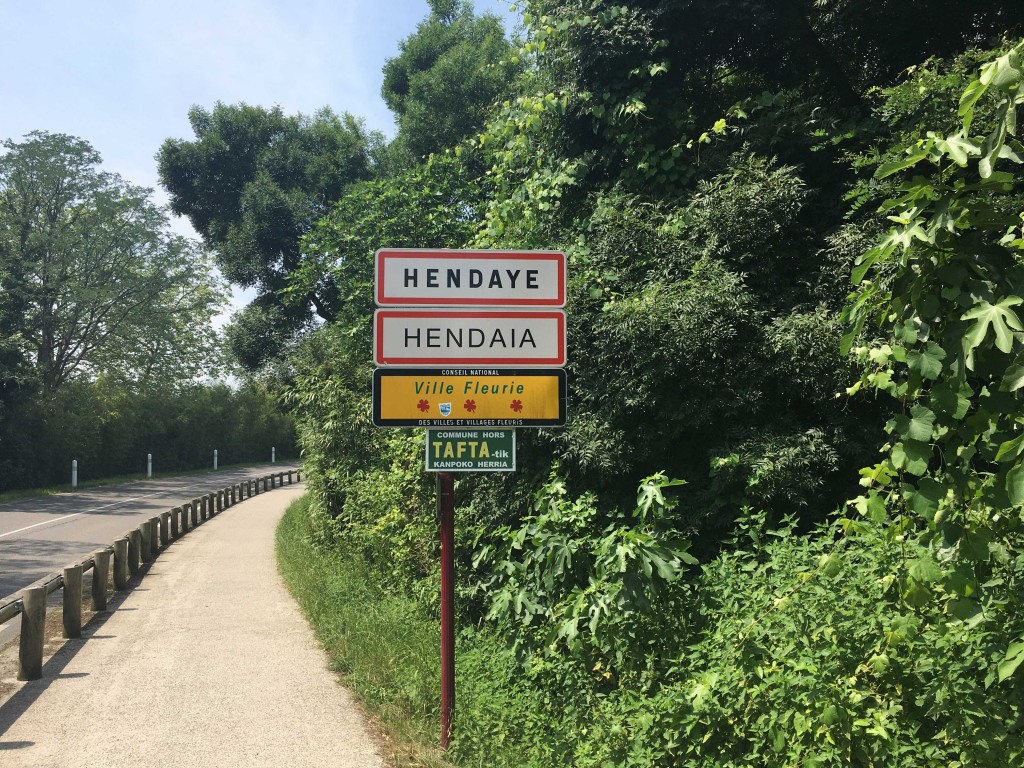 HENDAYE
HENDAIA
CONSEIL NATIONAL
Ville Fleurie
DES VILLES ET VILLAGES FLEURIS
COMMUNE HORS
TAFTA-tik
KANPOKO HERRIA